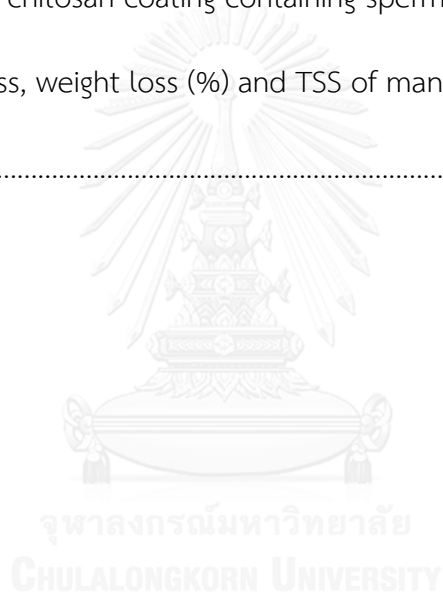 chitosan coating containing sperm
ss, weight loss (%) and TSS of man
จุฬาลงกรณ์มหาวิทยาลัย
CHULALONGKORN UNIVERSITY